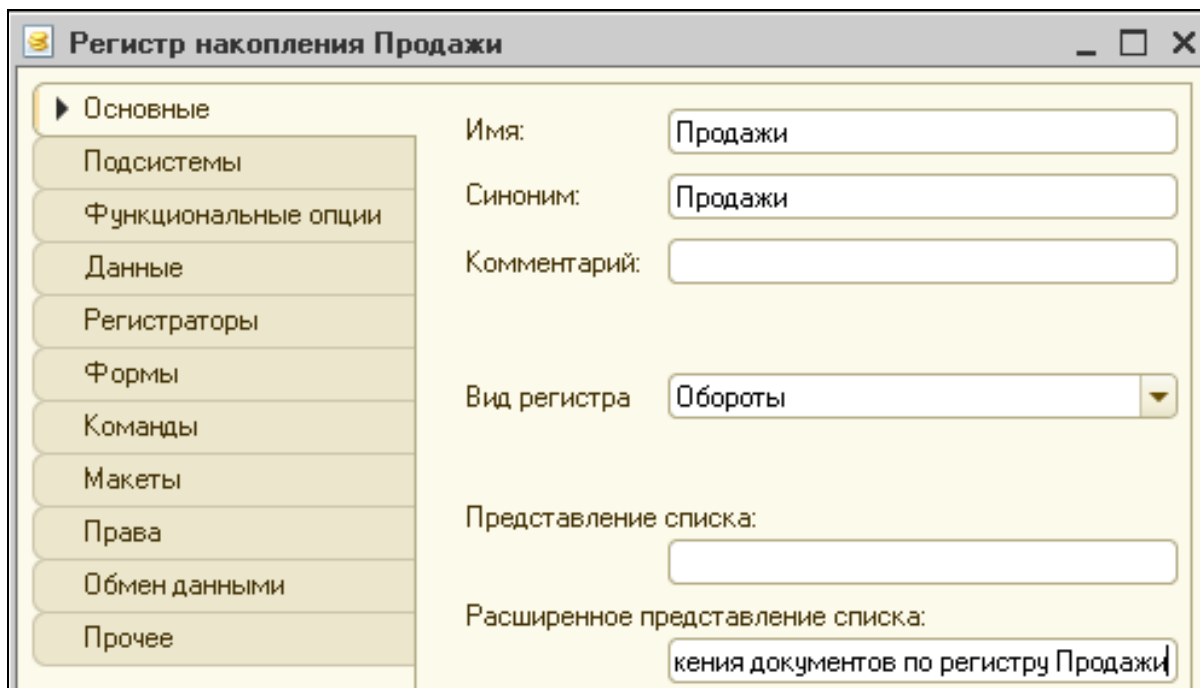 Регистр накопления Продажи
Основные
Подсистемы
Функциональные опции
Данные
Регистраторы
Формы
Команды
Макеты
Права
Обмен данными
Прочее
Имя: Продажи
Синоним: Продажи
Комментарий:
Вид регистра Обороты
Представление списка:
Расширенное представление списка:
документов по регистру Продажи